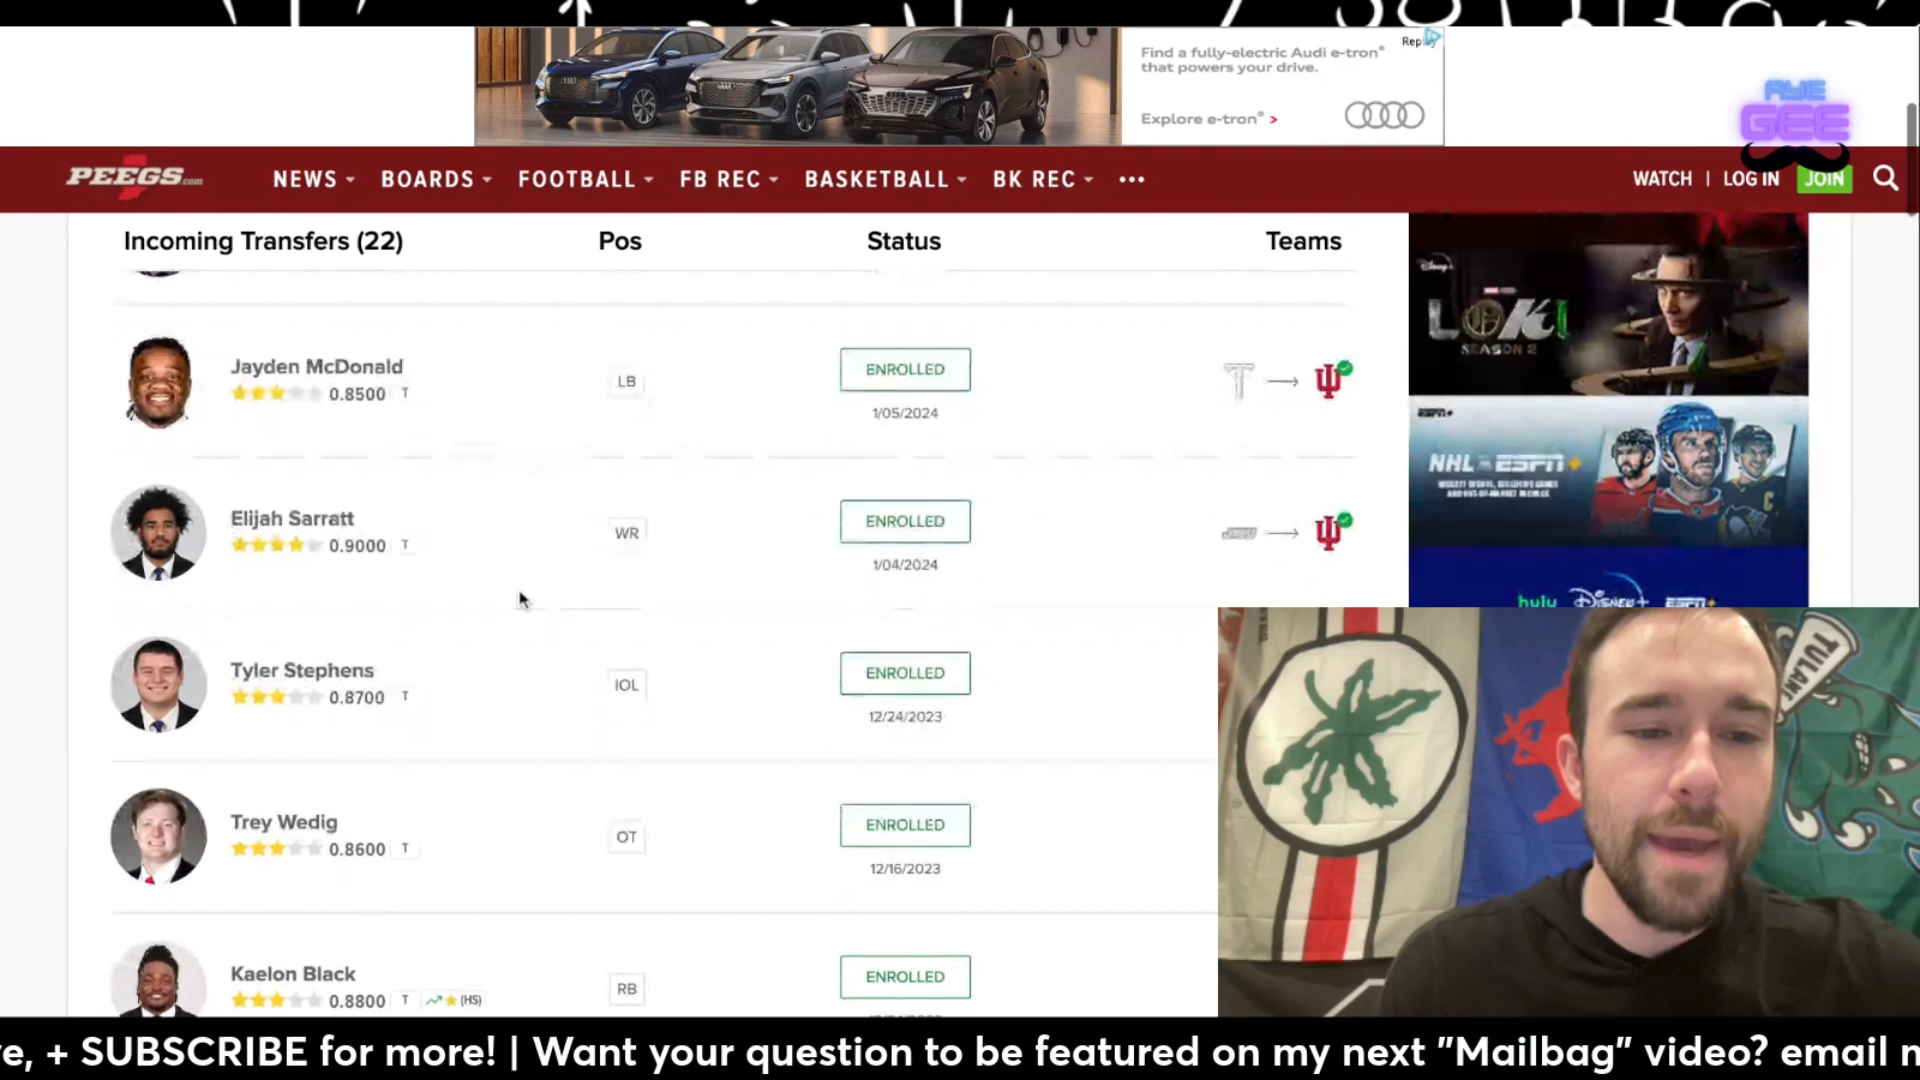 Find a fully-electric Audi e-tron®
that powers your drive.
Explore e-tron® >
AYE
GEE
PEEGS.com
NEWS
BOARDS
FOOTBALL
FB REC
BASKETBALL
BK REC
•••
WATCH | LOG IN
JOIN
Incoming Transfers (22)
Pos
Status
Teams
Jayden McDonald
0.8500 T
LB
ENROLLED
1/05/2024
Elijah Sarratt
0.9000 T
WR
ENROLLED
1/04/2024
Tyler Stephens
0.8700 T
IOL
ENROLLED
12/24/2023
Trey Wedig
0.8600 T
OT
ENROLLED
12/16/2023
Kaelon Black
0.8800 T (HS)
RB
ENROLLED
Disney+
LOKI
SEASON 2
ESPN+
NHL ESPN+
hulu Disney+ ESPN+
TULANE
e, + SUBSCRIBE for more! | Want your question to be featured on my next "Mailbag" video? email